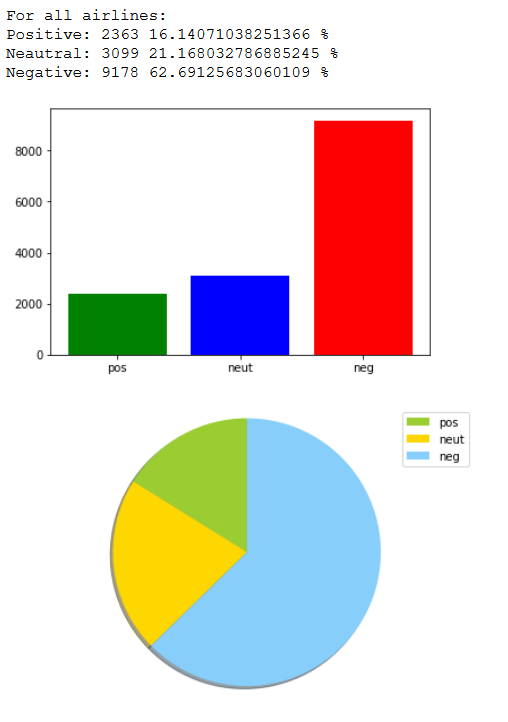 For all airlines:
Positive: 2363 16.14071038251366 %
Neautral: 3099 21.168032786885245 %
Negative: 9178 62.69125683060109 %
8000
6000
4000
2000
0
pos
neut
neg
pos
neut
neg